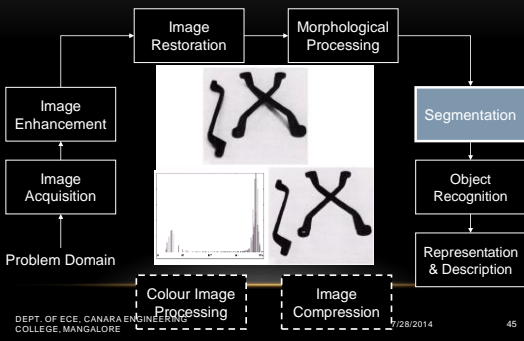 Image
Restoration
Morphological
Processing
Image
Enhancement
Segmentation
Image
Acquisition
Object
Recognition
Problem Domain
Representation
& Description
Colour Image
Processing
Image
Compression
DEPT. OF ECE, CANARA ENGINEERING
COLLEGE, MANGALORE
7/28/2014
45